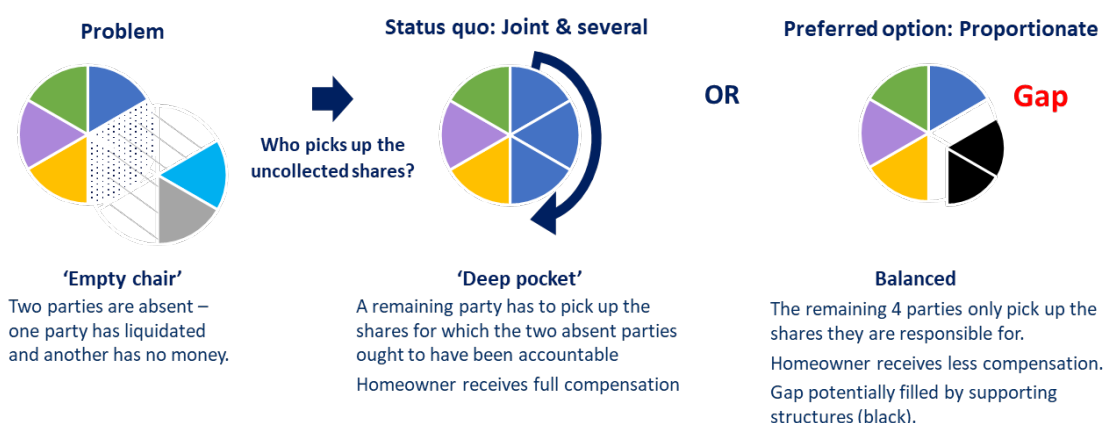 Problem
Status quo: Joint & several
Preferred option: Proportionate
Who picks up the
uncollected shares?
OR
Gap
‘Empty chair’
Two parties are absent –
one party has liquidated
and another has no money.
‘Deep pocket’
A remaining party has to pick up the
shares for which the two absent parties
ought to have been accountable
Homeowner receives full compensation
Balanced
The remaining 4 parties only pick up the
shares they are responsible for.
Homeowner receives less compensation.
Gap potentially filled by supporting
structures (black).